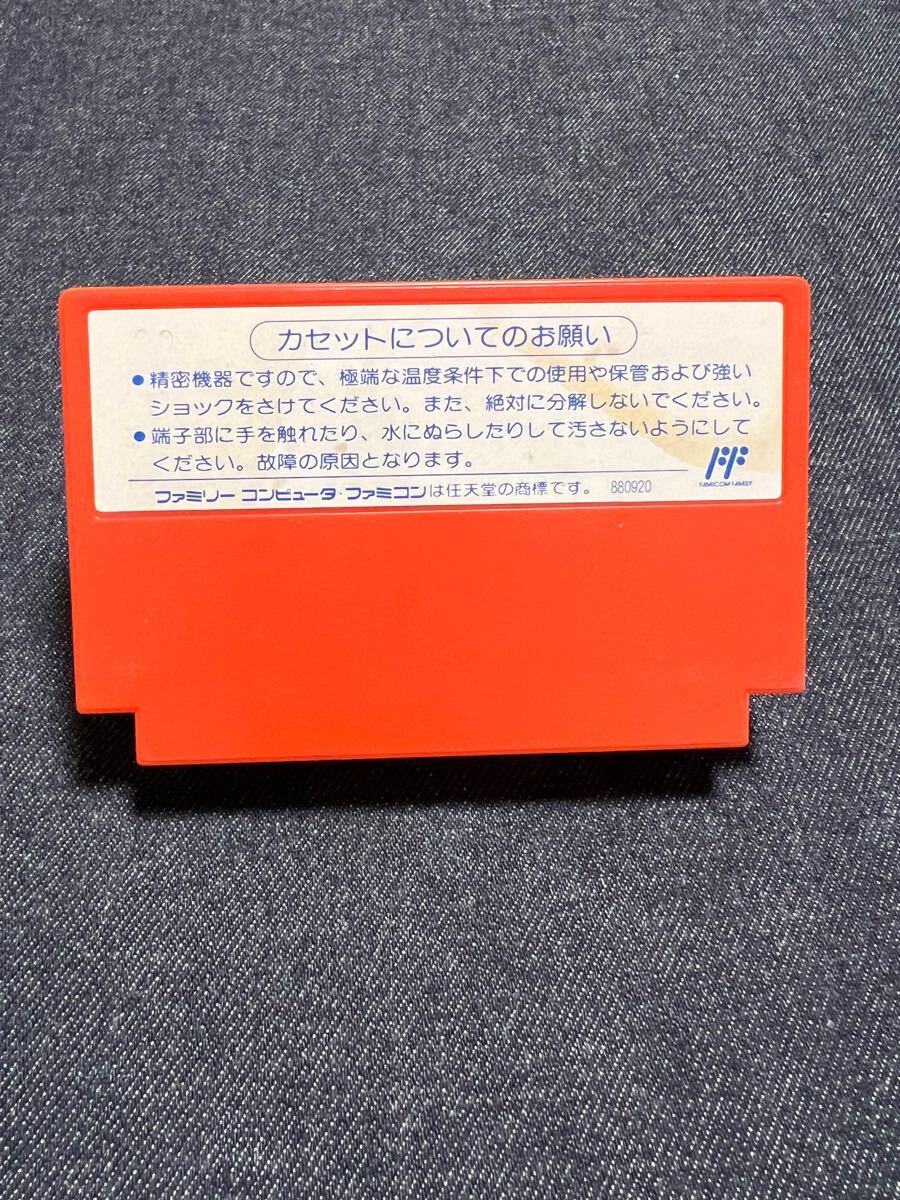 カセットについてのお願い
●精密機器ですので、極端な温度条件下での使用や保管および強い
ショックをさけてください。また、絶対に分解しないでください。
●端子部に手を触れたり、水にぬらしたりして汚さないようにして
ください。故障の原因となります。
FAMICOM FAMILY
ファミリー コンピュータ・ファミコンは任天堂の商標です。 880920